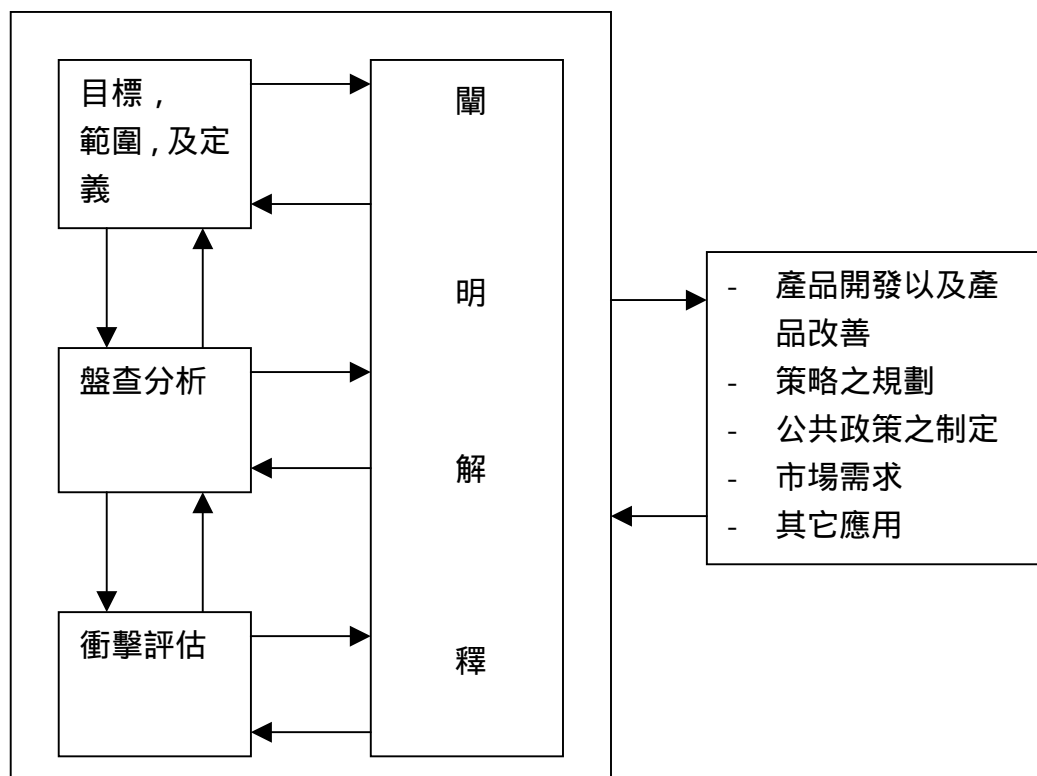 目標，
範圍，及定
義
盤查分析
衝擊評估
闡
明
解
釋
- 產品開發以及產
品改善
- 策略之規劃
- 公共政策之制定
- 市場需求
- 其它應用